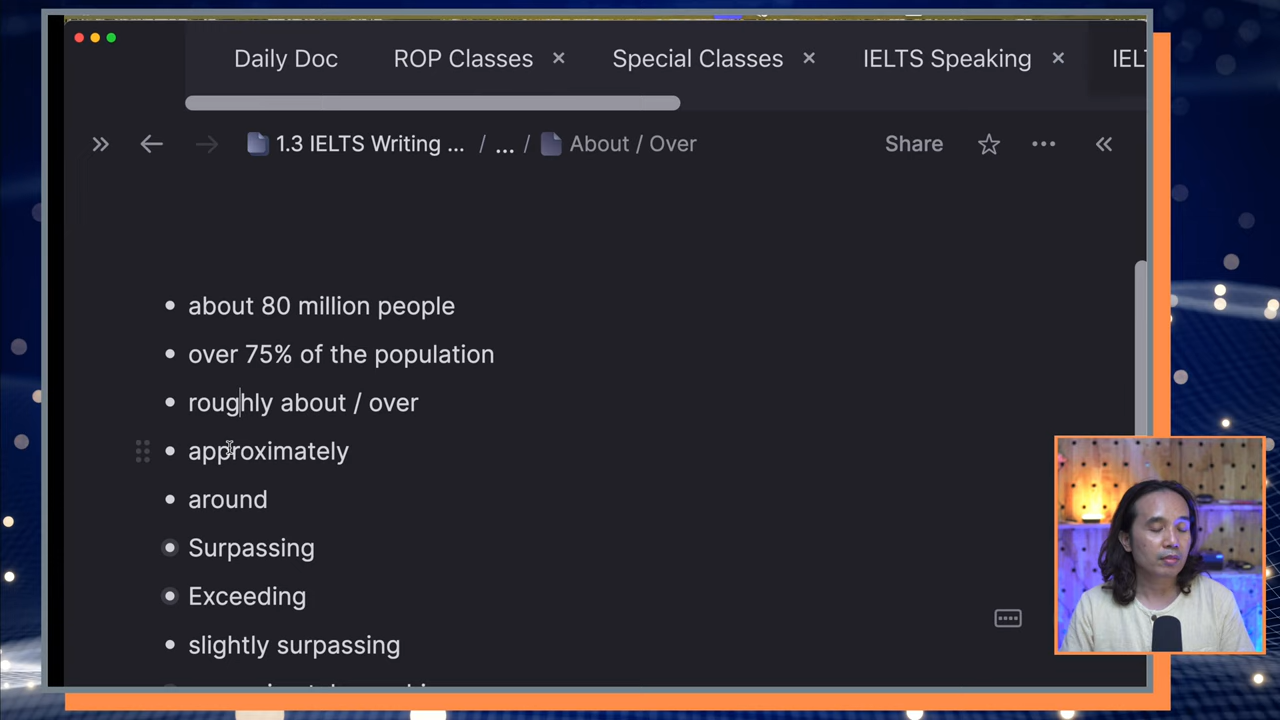 Daily Doc ROP Classes × Special Classes × IELTS Speaking × IELT
1.3 IELTS Writing ... / ... / About / Over Share
• about 80 million people
• over 75% of the population
• roughly about / over
• approximately
• around
• Surpassing
• Exceeding
• slightly surpassing